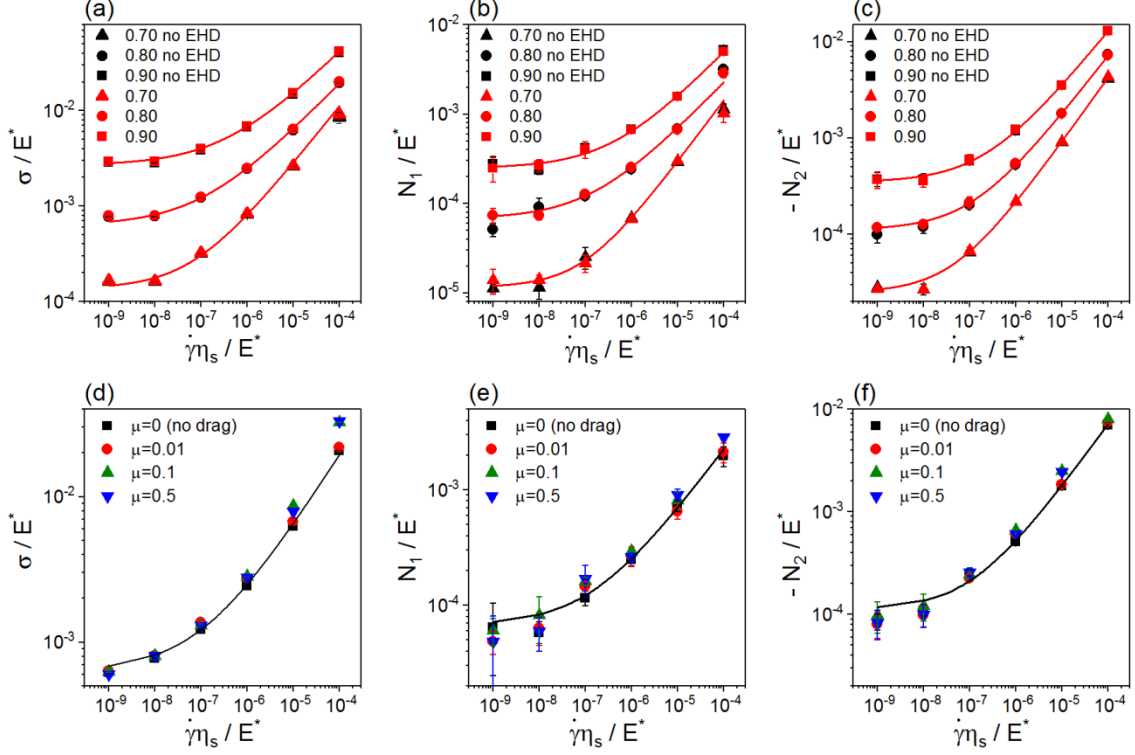 (a)
0.70 no EHD
0.80 no EHD
0.90 no EHD
0.70
0.80
0.90
10⁻²
10⁻³
10⁻⁴
σ / E*
10⁻⁹ 10⁻⁸ 10⁻⁷ 10⁻⁶ 10⁻⁵ 10⁻⁴
γ̇ηₛ / E*
(b)
0.70 no EHD
0.80 no EHD
0.90 no EHD
0.70
0.80
0.90
10⁻²
10⁻³
10⁻⁴
10⁻⁵
N₁ / E*
10⁻⁹ 10⁻⁸ 10⁻⁷ 10⁻⁶ 10⁻⁵ 10⁻⁴
γ̇ηₛ / E*
(c)
0.70 no EHD
0.80 no EHD
0.90 no EHD
0.70
0.80
0.90
10⁻²
10⁻³
10⁻⁴
- N₂ / E*
10⁻⁹ 10⁻⁸ 10⁻⁷ 10⁻⁶ 10⁻⁵ 10⁻⁴
γ̇ηₛ / E*
(d)
μ=0 (no drag)
μ=0.01
μ=0.1
μ=0.5
10⁻²
10⁻³
σ / E*
10⁻⁹ 10⁻⁸ 10⁻⁷ 10⁻⁶ 10⁻⁵ 10⁻⁴
γ̇ηₛ / E*
(e)
μ=0 (no drag)
μ=0.01
μ=0.1
μ=0.5
10⁻³
10⁻⁴
N₁ / E*
10⁻⁹ 10⁻⁸ 10⁻⁷ 10⁻⁶ 10⁻⁵ 10⁻⁴
γ̇ηₛ / E*
(f)
μ=0 (no drag)
μ=0.01
μ=0.1
μ=0.5
10⁻²
10⁻³
10⁻⁴
- N₂ / E*
10⁻⁹ 10⁻⁸ 10⁻⁷ 10⁻⁶ 10⁻⁵ 10⁻⁴
γ̇ηₛ / E*